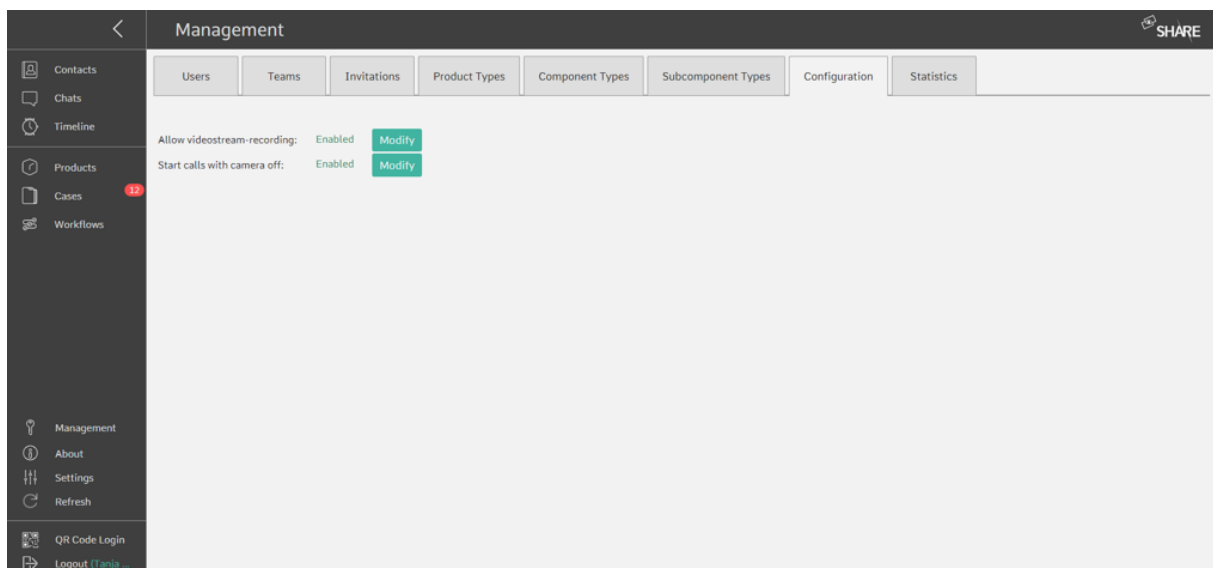 Management
SHARE
Contacts
Chats
Timeline
Products
Cases
12
Workflows
Management
About
Settings
Refresh
QR Code Login
Logout (Tanja ...
Users
Teams
Invitations
Product Types
Component Types
Subcomponent Types
Configuration
Statistics
Allow videostream-recording: Enabled Modify
Start calls with camera off: Enabled Modify